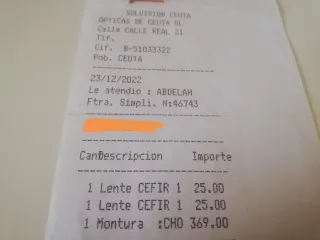 SOLUVISION CEUTA
OPTICAS DE CEUTA SL
Calle CALLE REAL 21
Tlf.
Cif. B-51033322
Pob. CEUTA
23/12/2022
Le atendio : ABDELAH
Ftra. Simpli. N:46743
CanDescripcion Importe
1 Lente CEFIR 1 25.00
1 Lente CEFIR 1 25.00
1 Montura :CHO 369.00